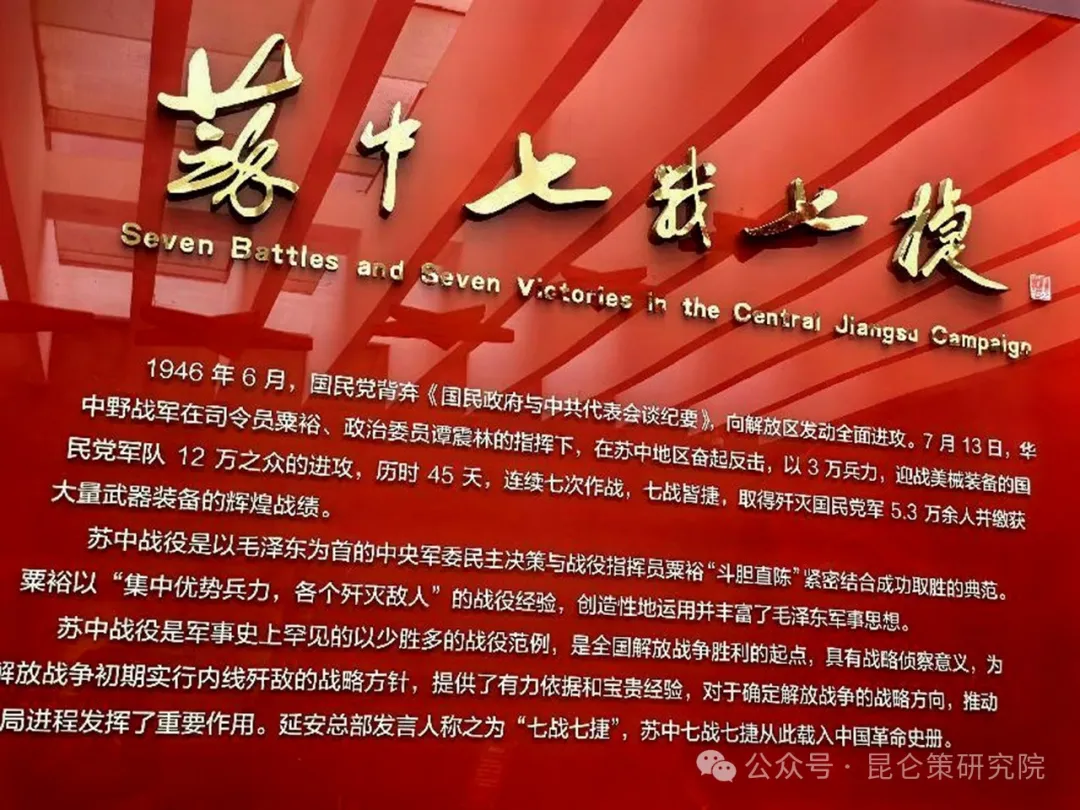 苏中七战七捷
Seven Battles and Seven Victories in the Central Jiangsu Campaign
1946 年 6 月，国民党背弃《国民政府与中共代表会谈纪要》，向解放区发动全面进攻。7 月 13 日，华
中野战军在司令员粟裕、政治委员谭震林的指挥下，在苏中地区奋起反击，以 3 万兵力，迎战美械装备的国
民党军队 12 万之众的进攻，历时 45 天，连续七次作战，七战皆捷，取得歼灭国民党军 5.3 万余人并缴获
大量武器装备的辉煌战绩。
苏中战役是以毛泽东为首的中央军委民主决策与战役指挥员粟裕“斗胆直陈”紧密结合成功取胜的典范。
粟裕以“集中优势兵力，各个歼灭敌人”的战役经验，创造性地运用并丰富了毛泽东军事思想。
苏中战役是军事史上罕见的以少胜多的战役范例，是全国解放战争胜利的起点，具有战略侦察意义，为
解放战争初期实行内线歼敌的战略方针，提供了有力依据和宝贵经验，对于确定解放战争的战略方向，推动
局进程发挥了重要作用。延安总部发言人称之为“七战七捷”，苏中七战七捷从此载入中国革命史册。
公众号·昆仑策研究院